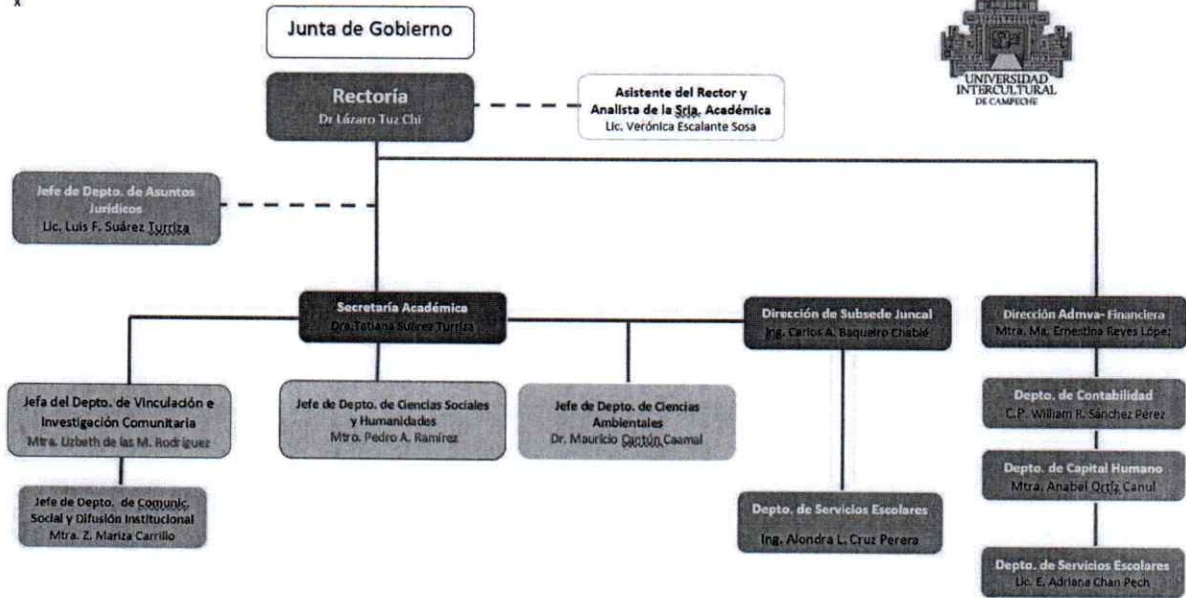 x
Junta de Gobierno
UNIVERSIDAD
INTERCULTURAL
DE CAMPECHE
Rectoría
Dr Lázaro Tuz Chi
Asistente del Rector y
Analista de la Sria. Académica
Lic. Verónica Escalante Sosa
Jefe de Depto. de Asuntos
Jurídicos
Lic. Luis F. Suárez Turriza
Secretaría Académica
Dra. Tatiana Suárez Turriza
Dirección de Subsede Juncal
Ing. Carlos A. Baqueiro Chablé
Dirección Admva- Financiera
Mtra. Ma. Ernestina Reyes López
Jefa del Depto. de Vinculación e
Investigación Comunitaria
Mtra. Lizbeth de las M. Rodríguez
Jefe de Depto. de Ciencias Sociales
y Humanidades
Mtro. Pedro A. Ramírez
Jefe de Depto. de Ciencias
Ambientales
Dr. Mauricio Cantún Caamal
Depto. de Contabilidad
C.P. William R. Sánchez Pérez
Depto. de Capital Humano
Mtra. Anabel Ortíz Canul
Jefe de Depto. de Comunic.
Social y Difusión Institucional
Mtra. Z. Mariza Carrillo
Depto. de Servicios Escolares
Ing. Alondra L. Cruz Perera
Depto. de Servicios Escolares
Lic. E. Adriana Chan Pech